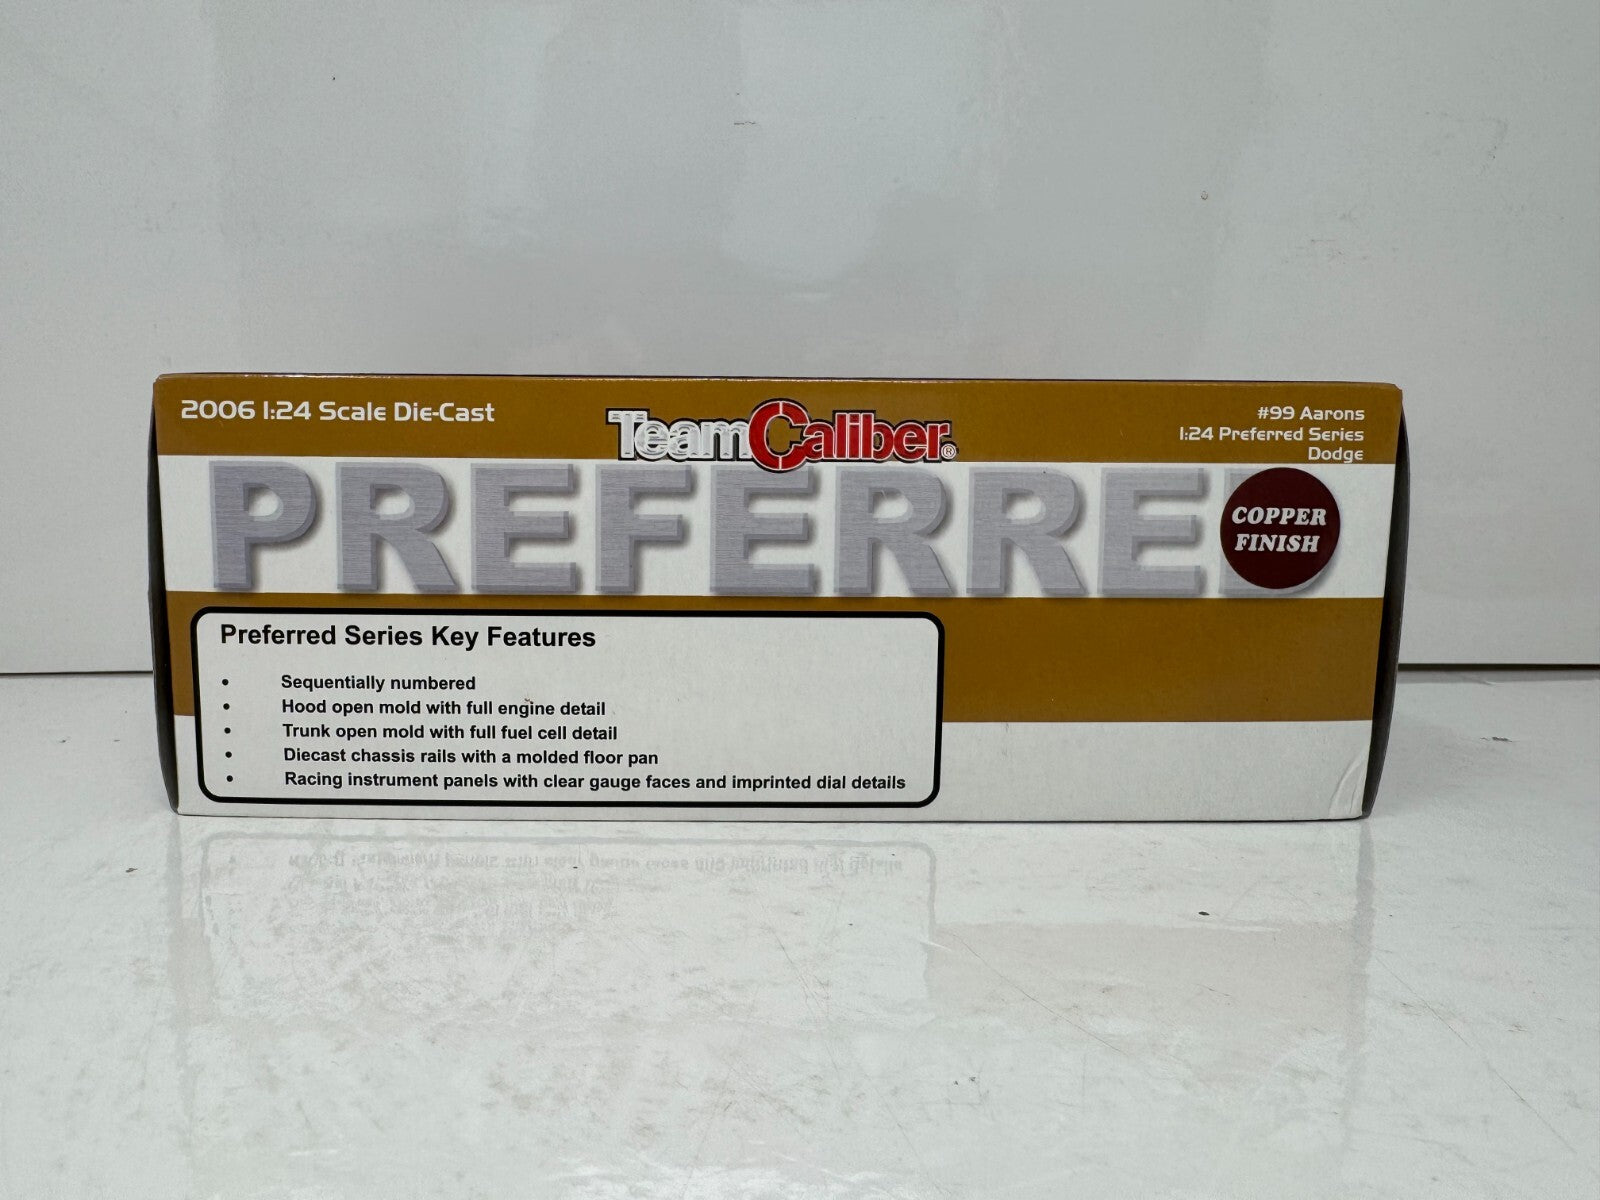 2006 1:24 Scale Die-Cast
TeamCaliber®
#99 Aarons
1:24 Preferred Series
Dodge
PREFERRED
COPPER
FINISH
Preferred Series Key Features
• Sequentially numbered
• Hood open mold with full engine detail
• Trunk open mold with full fuel cell detail
• Diecast chassis rails with a molded floor pan
• Racing instrument panels with clear gauge faces and imprinted dial details